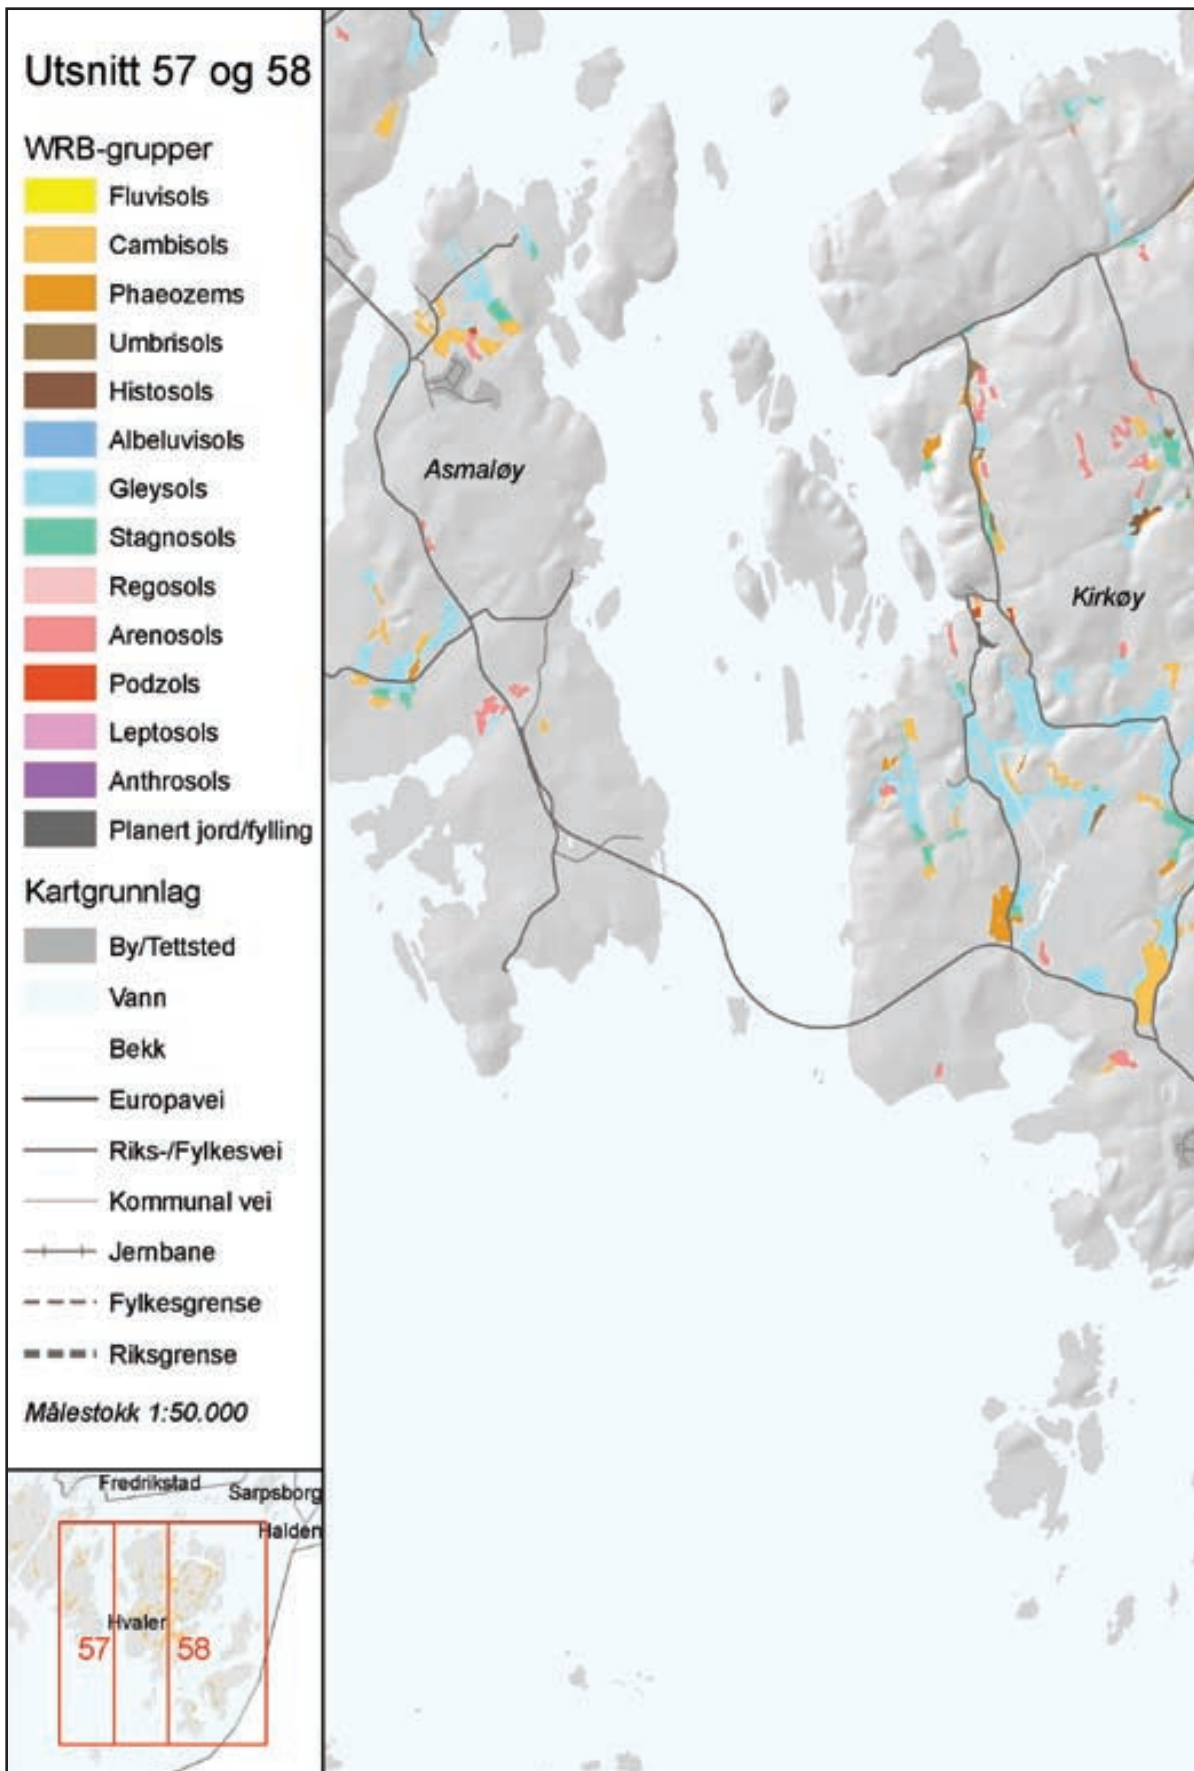 Utsnitt 57 og 58
WRB-grupper
Fluvisols
Cambisols
Phaeozems
Umbrisols
Histosols
Albeluvisols
Gleysols
Stagnosols
Regosols
Arenosols
Podzols
Leptosols
Anthrosols
Planert jord/fylling
Kartgrunnlag
By/Tettsted
Vann
Bekk
Europavei
Riks-/Fylkesvei
Kommunal vei
Jernbane
Fylkesgrense
Riksgrense
Målestokk 1:50.000
Fredrikstad
Sarpsborg
Halden
Hvaler
57
58
Asmaløy
Kirkøy